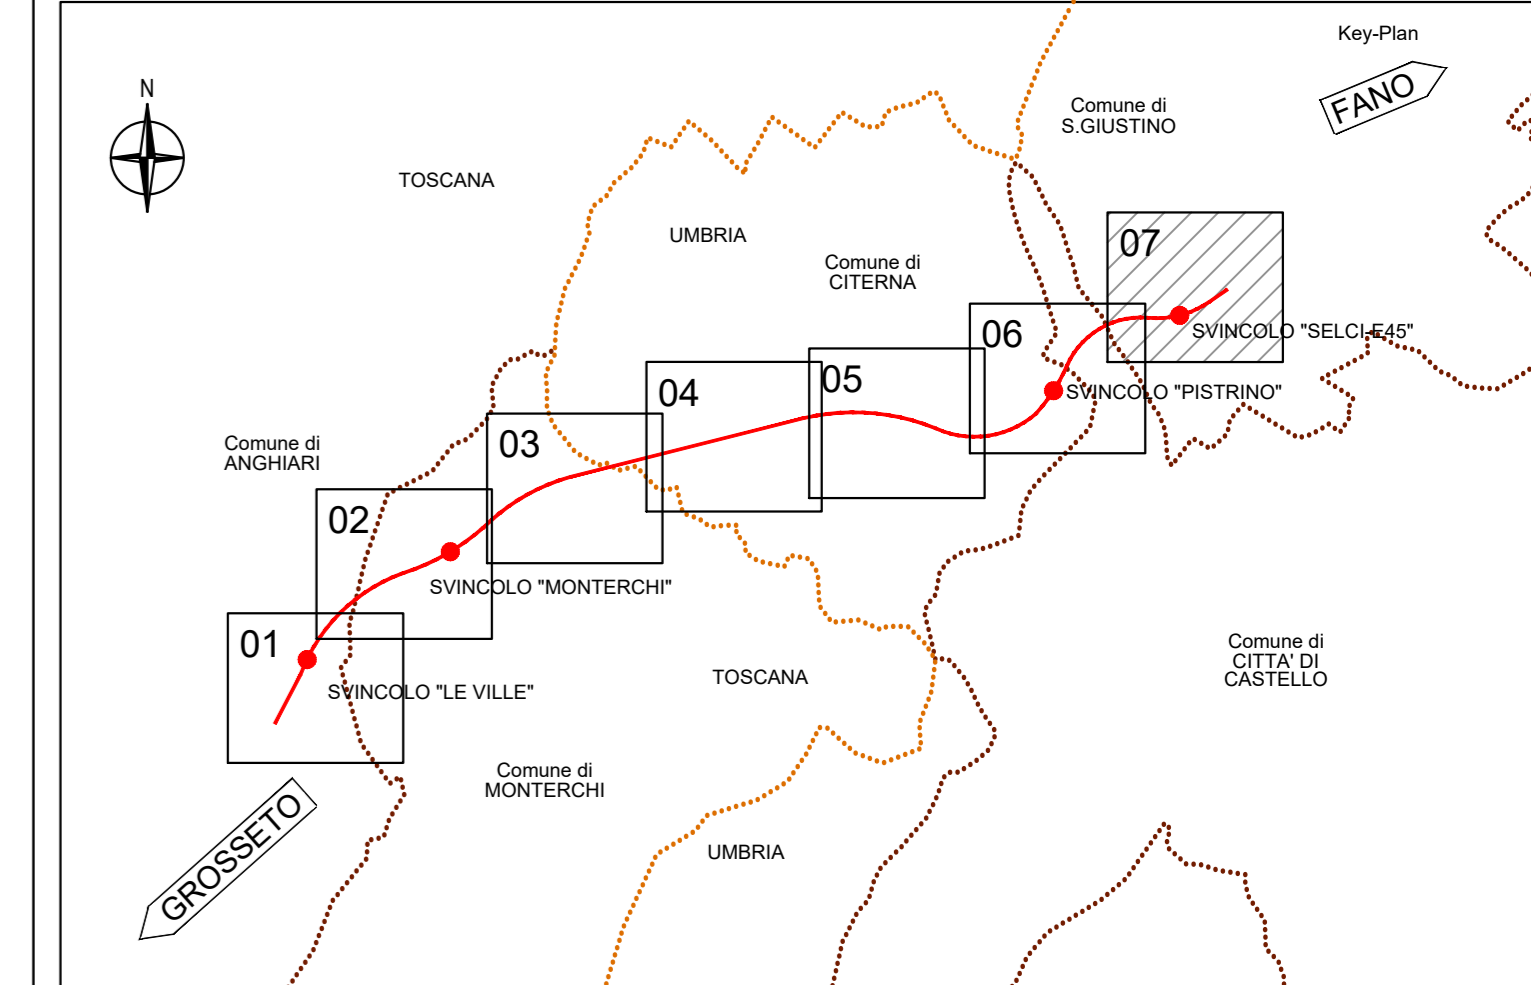 Key-Plan
N
FANO
Comune di
S.GIUSTINO
TOSCANA
UMBRIA
Comune di
CITERNA
07
06
SVINCOLO "SELCI-E45"
05
04
SVINCOLO "PISTRINO"
03
Comune di
ANGHIARI
02
SVINCOLO "MONTERCHI"
01
SVINCOLO "LE VILLE"
TOSCANA
Comune di
CITTA' DI
CASTELLO
Comune di
MONTERCHI
GROSSETO
UMBRIA